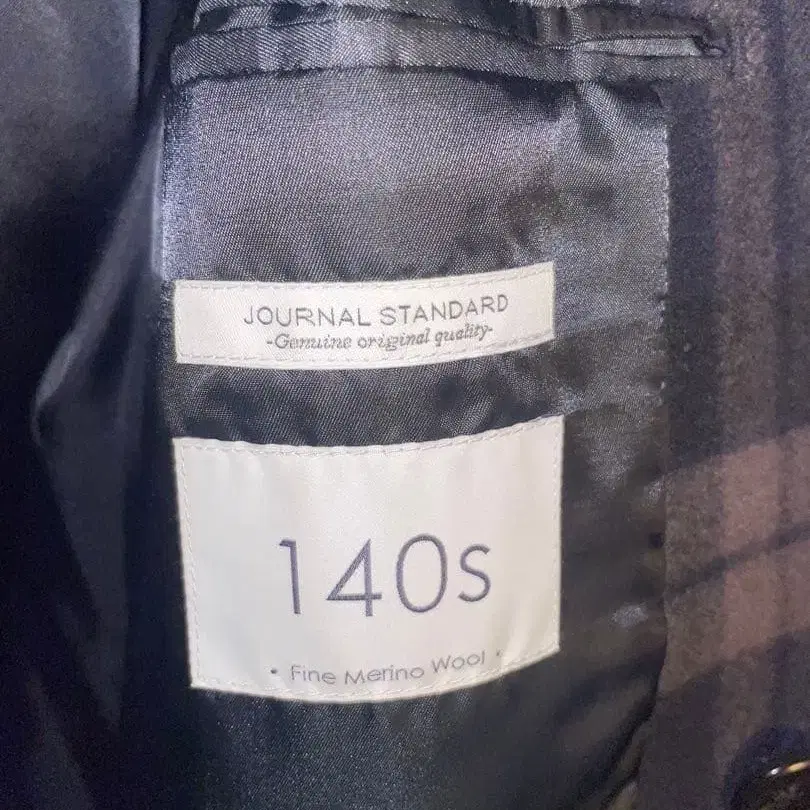 JOURNAL STANDARD
-Genuine original quality-
140s
• Fine Merino Wool •